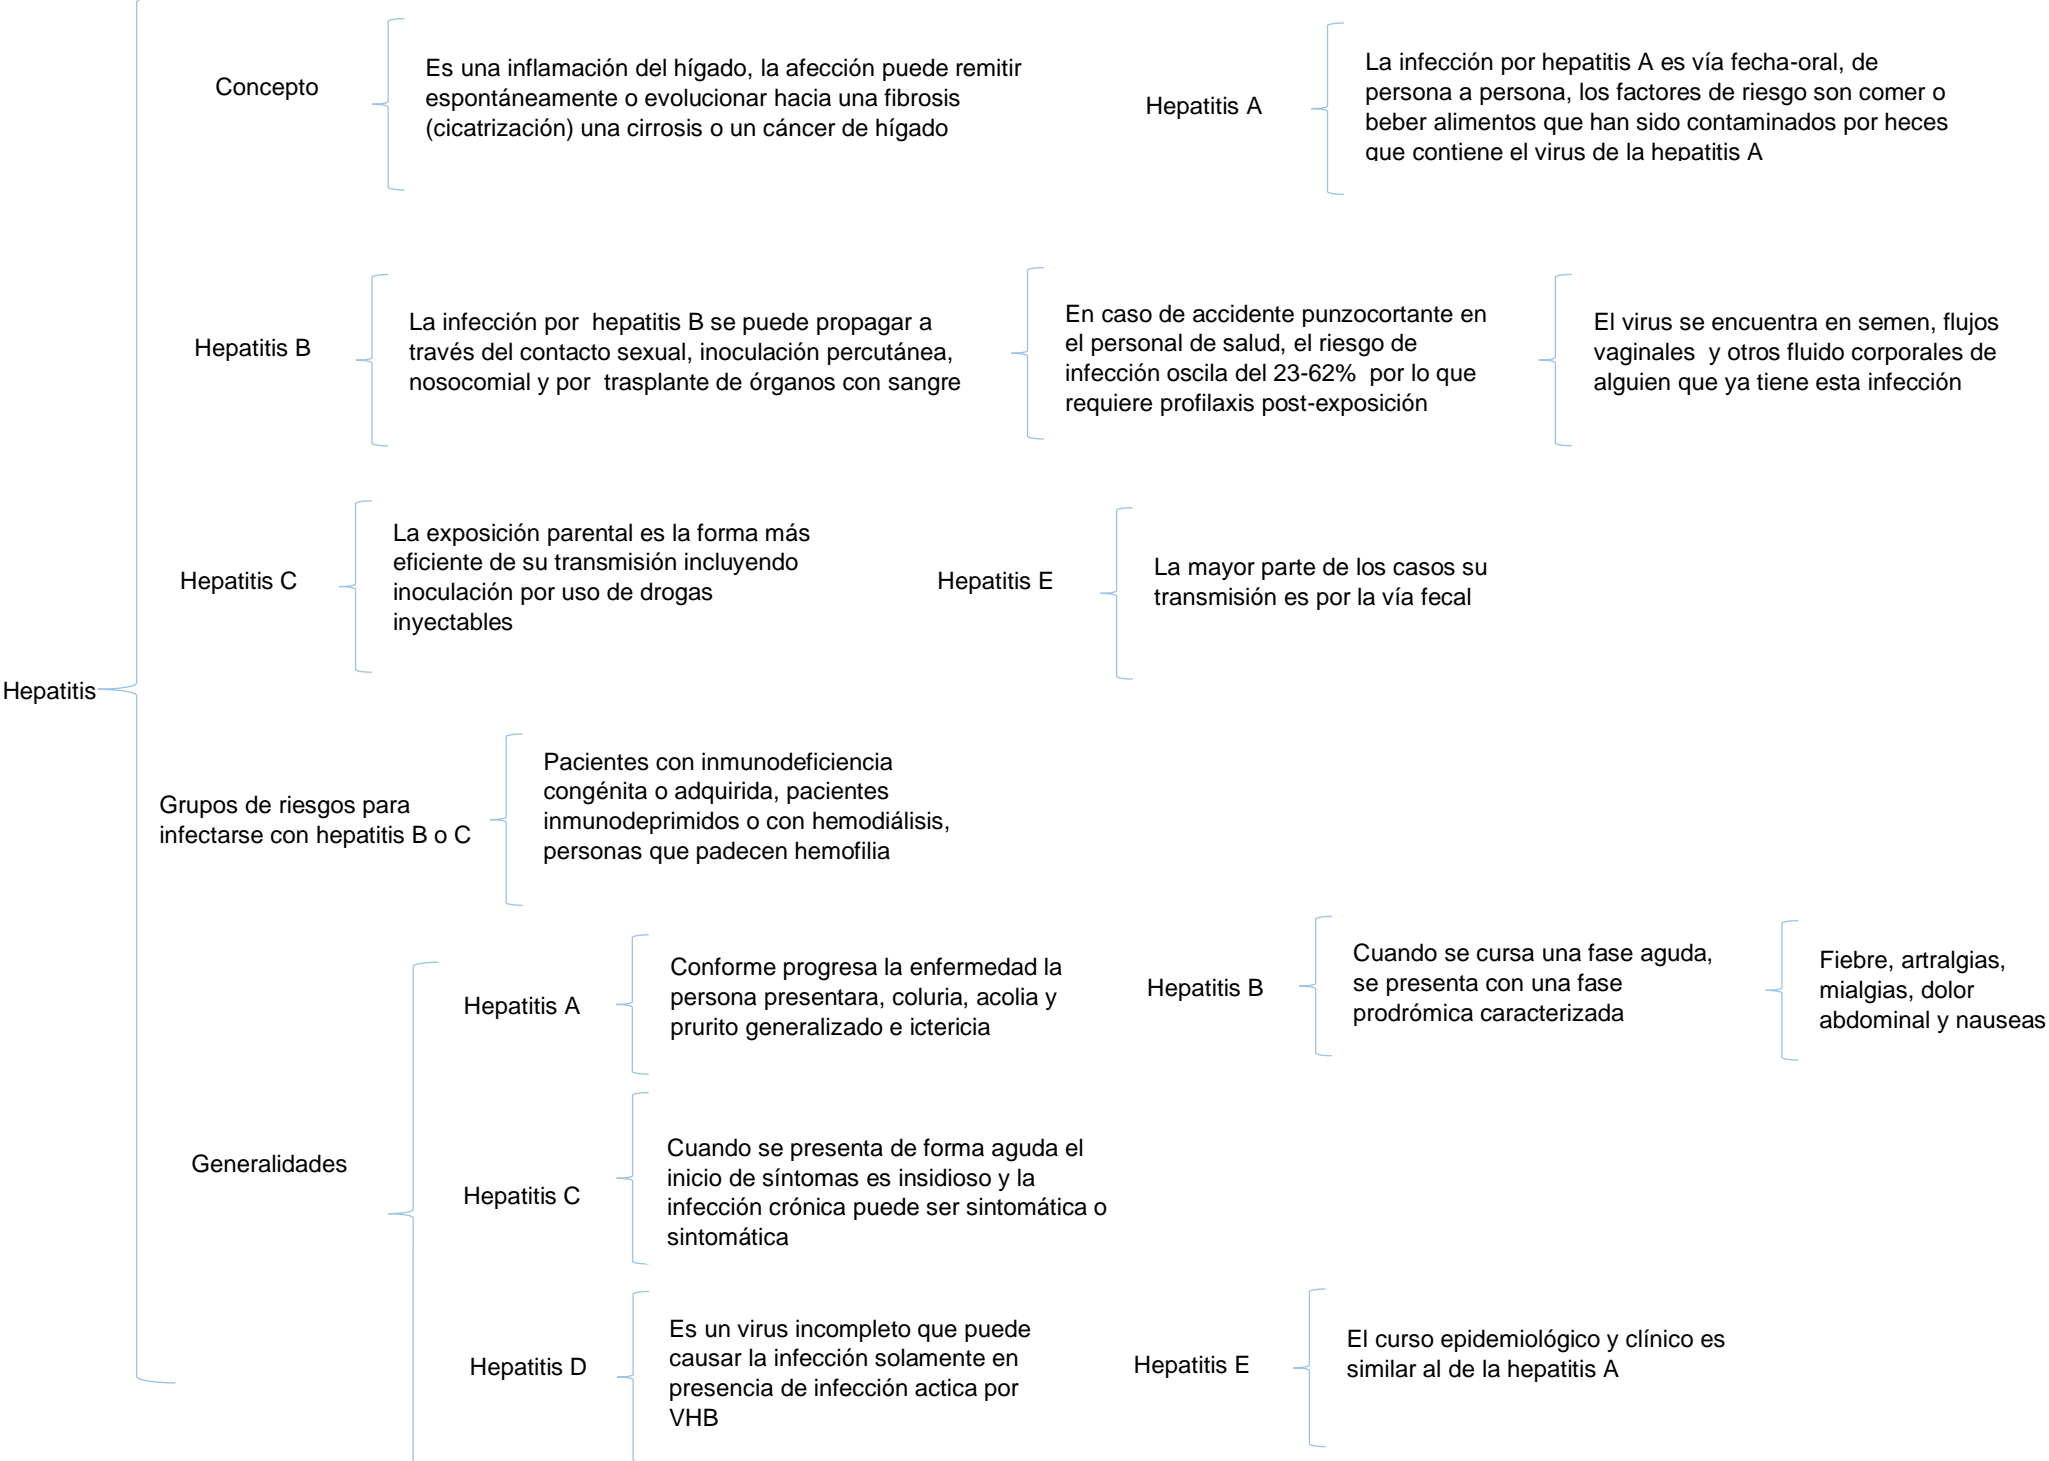 Concepto
Es una inflamación del hígado, la afección puede remitir
espontáneamente o evolucionar hacia una fibrosis
(cicatrización) una cirrosis o un cáncer de hígado
Hepatitis A
La infección por hepatitis A es vía fecha-oral, de
persona a persona, los factores de riesgo son comer o
beber alimentos que han sido contaminados por heces
que contiene el virus de la hepatitis A
Hepatitis B
La infección por hepatitis B se puede propagar a
través del contacto sexual, inoculación percutánea,
nosocomial y por trasplante de órganos con sangre
En caso de accidente punzocortante en
el personal de salud, el riesgo de
infección oscila del 23-62% por lo que
requiere profilaxis post-exposición
El virus se encuentra en semen, flujos
vaginales y otros fluido corporales de
alguien que ya tiene esta infección
Hepatitis C
La exposición parental es la forma más
eficiente de su transmisión incluyendo
inoculación por uso de drogas
inyectables
Hepatitis E
La mayor parte de los casos su
transmisión es por la vía fecal
Hepatitis
Grupos de riesgos para
infectarse con hepatitis B o C
Pacientes con inmunodeficiencia
congénita o adquirida, pacientes
inmunodeprimidos o con hemodiálisis,
personas que padecen hemofilia
Generalidades
Hepatitis A
Conforme progresa la enfermedad la
persona presentara, coluria, acolia y
prurito generalizado e ictericia
Hepatitis B
Cuando se cursa una fase aguda,
se presenta con una fase
prodrómica caracterizada
Fiebre, artralgias,
mialgias, dolor
abdominal y nauseas
Hepatitis C
Cuando se presenta de forma aguda el
inicio de síntomas es insidioso y la
infección crónica puede ser sintomática o
sintomática
Hepatitis D
Es un virus incompleto que puede
causar la infección solamente en
presencia de infección actica por
VHB
Hepatitis E
El curso epidemiológico y clínico es
similar al de la hepatitis A